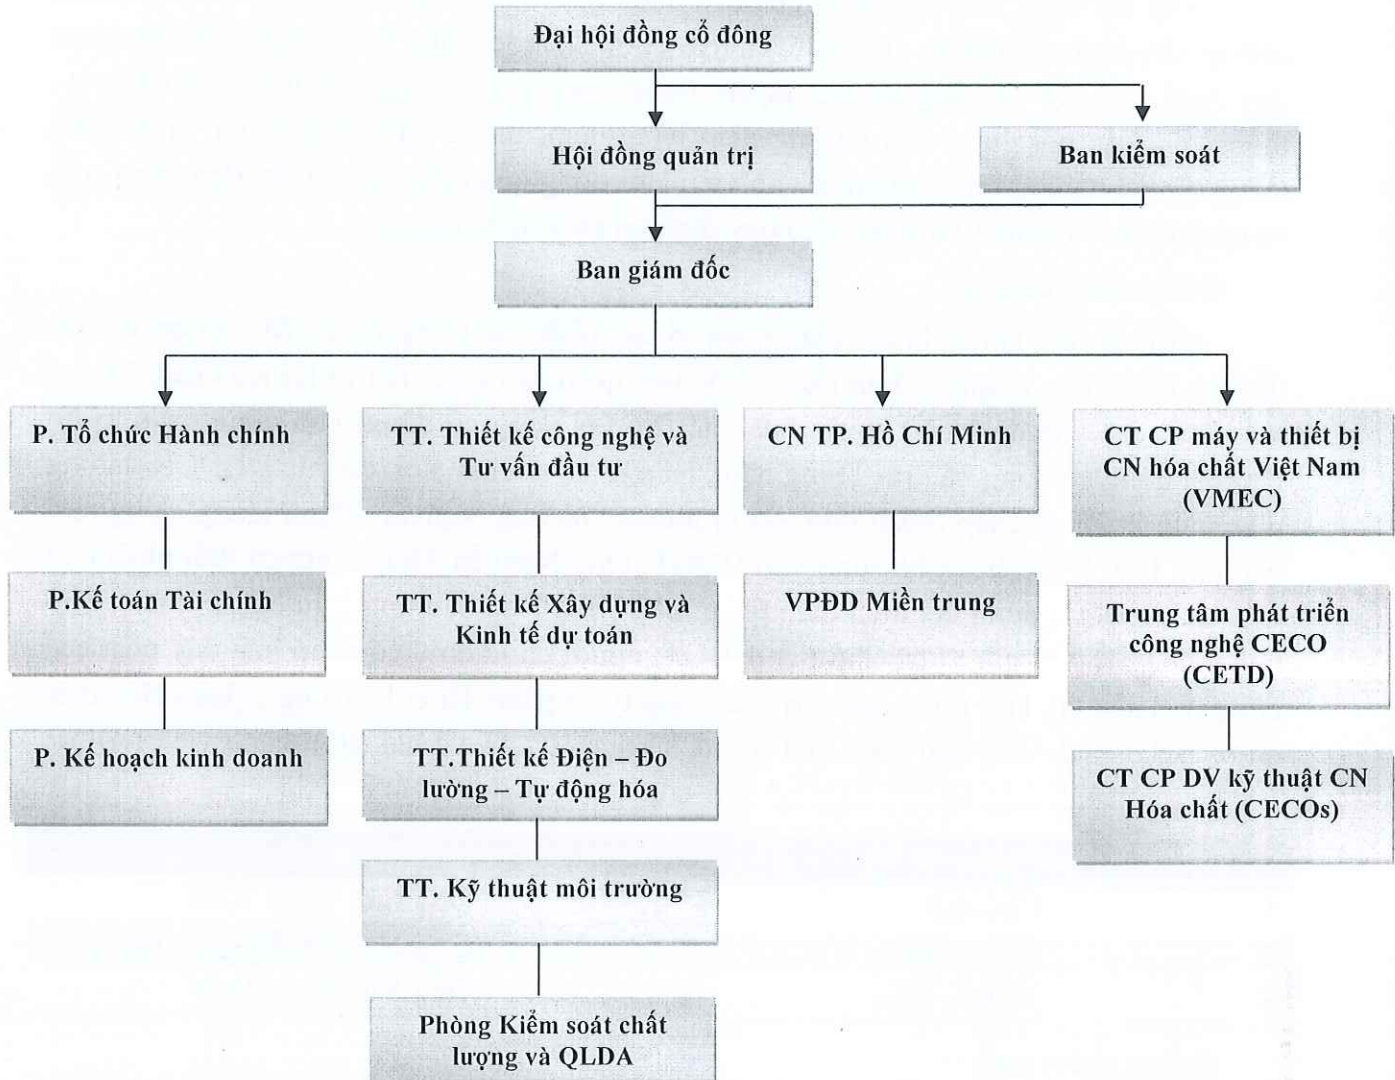 Đại hội đồng cổ đông
Hội đồng quản trị
Ban kiểm soát
Ban giám đốc
P. Tổ chức Hành chính
P.Kế toán Tài chính
P. Kế hoạch kinh doanh
TT. Thiết kế công nghệ và
Tư vấn đầu tư
TT. Thiết kế Xây dựng và
Kinh tế dự toán
TT.Thiết kế Điện – Đo
lường – Tự động hóa
TT. Kỹ thuật môi trường
Phòng Kiểm soát chất
lượng và QLDA
CN TP. Hồ Chí Minh
VPĐD Miền trung
CT CP máy và thiết bị
CN hóa chất Việt Nam
(VMEC)
Trung tâm phát triển
công nghệ CECO
(CETD)
CT CP DV kỹ thuật CN
Hóa chất (CECOs)